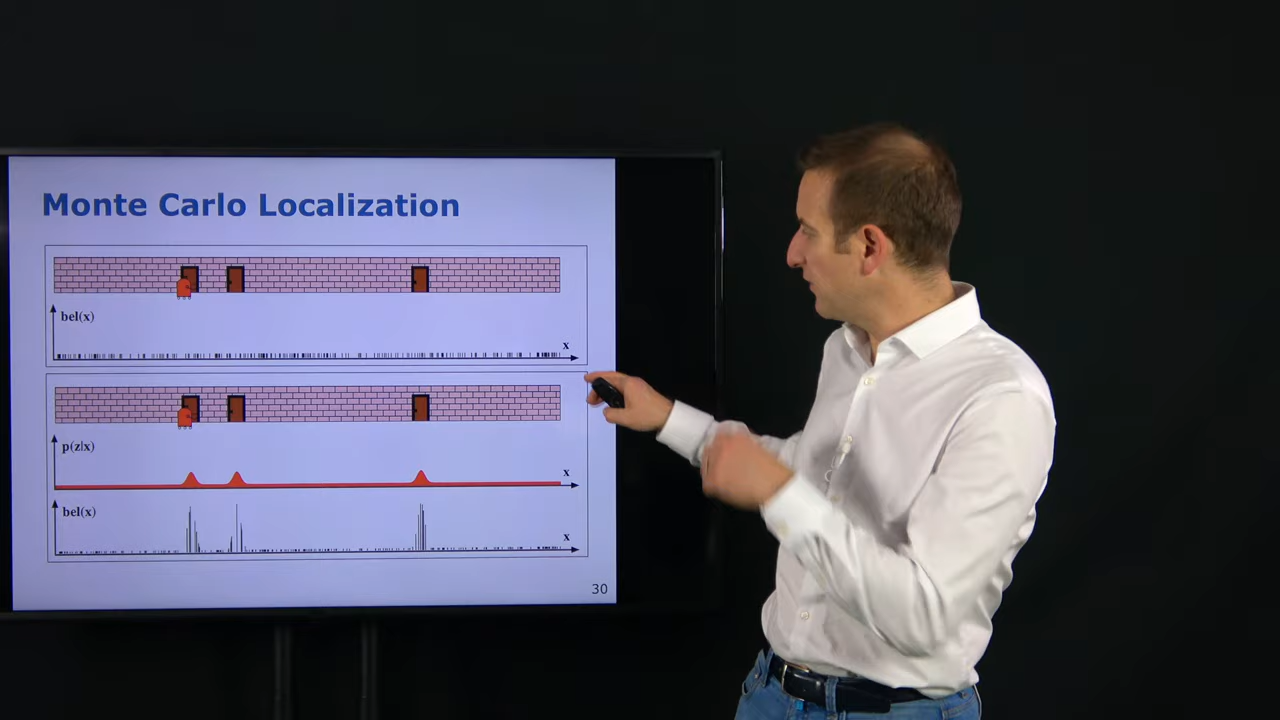 Monte Carlo Localization
bel(x)
x
p(z|x)
x
bel(x)
x
30